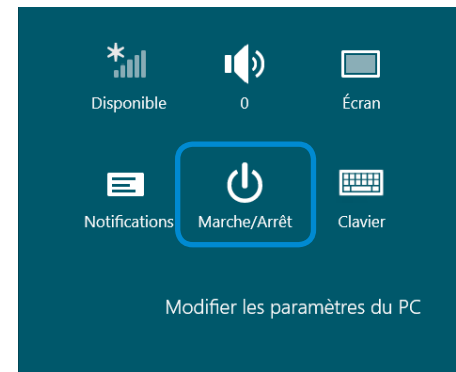 Disponible
0
Écran
Notifications
Marche/Arrêt
Clavier
Modifier les paramètres du PC